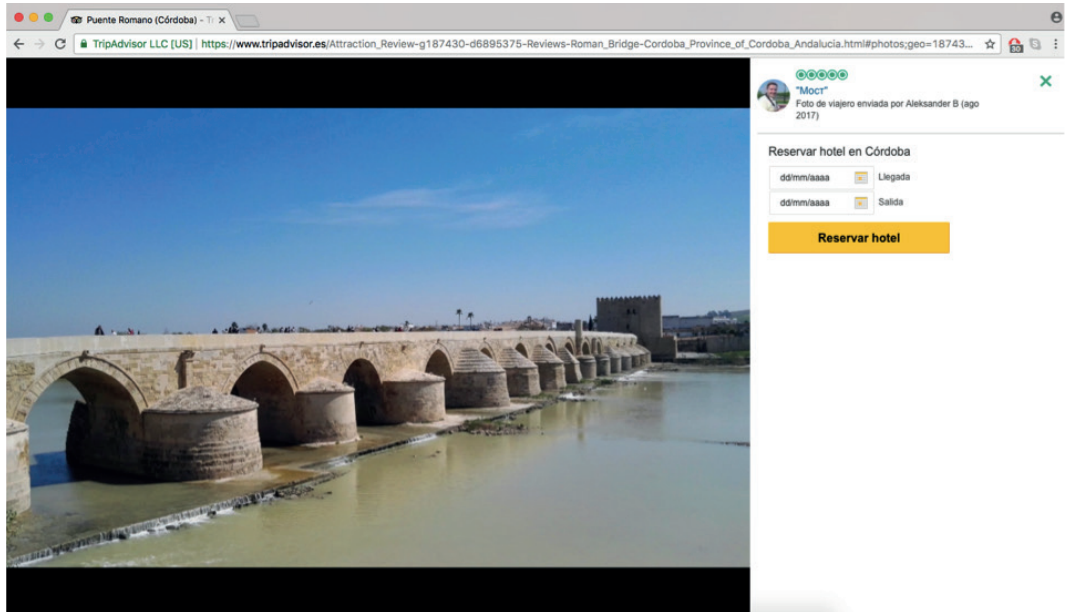 Puente Romano (Córdoba) - Ti
TripAdvisor LLC [US] | https://www.tripadvisor.es/Attraction_Review-g187430-d6895375-Reviews-Roman_Bridge-Cordoba_Province_of_Cordoba_Andalucia.html#photos;geo=18743...
30
"Мост"
Foto de viajero enviada por Aleksander B (ago
2017)
Reservar hotel en Córdoba
dd/mm/aaaa Llegada
dd/mm/aaaa Salida
Reservar hotel